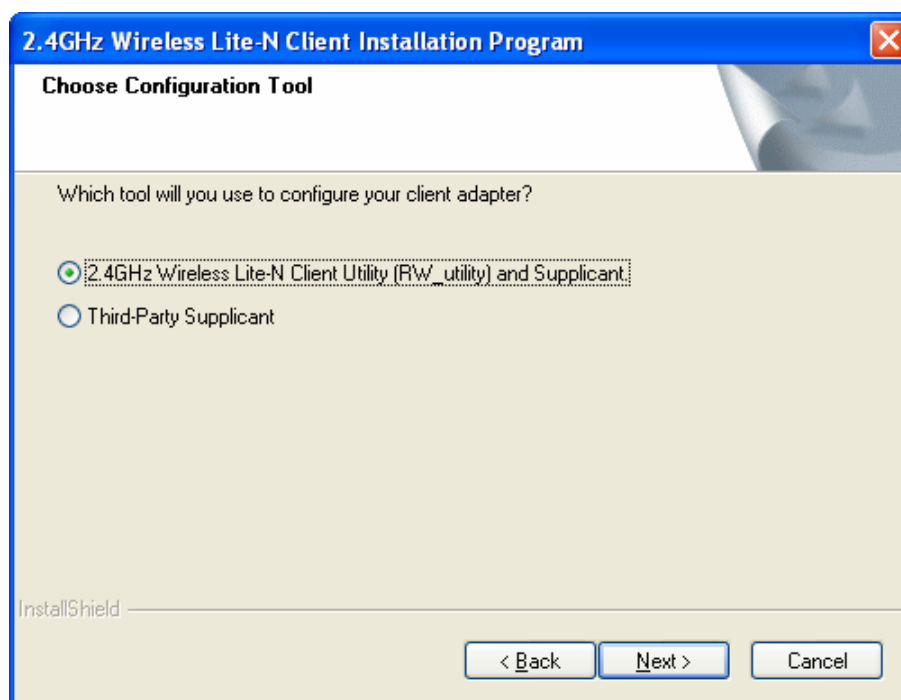 2.4GHz Wireless Lite-N Client Installation Program
Choose Configuration Tool
Which tool will you use to configure your client adapter?
2.4GHz Wireless Lite-N Client Utility (RW_utility) and Supplicant.
Third-Party Supplicant
InstallShield
< Back
Next >
Cancel